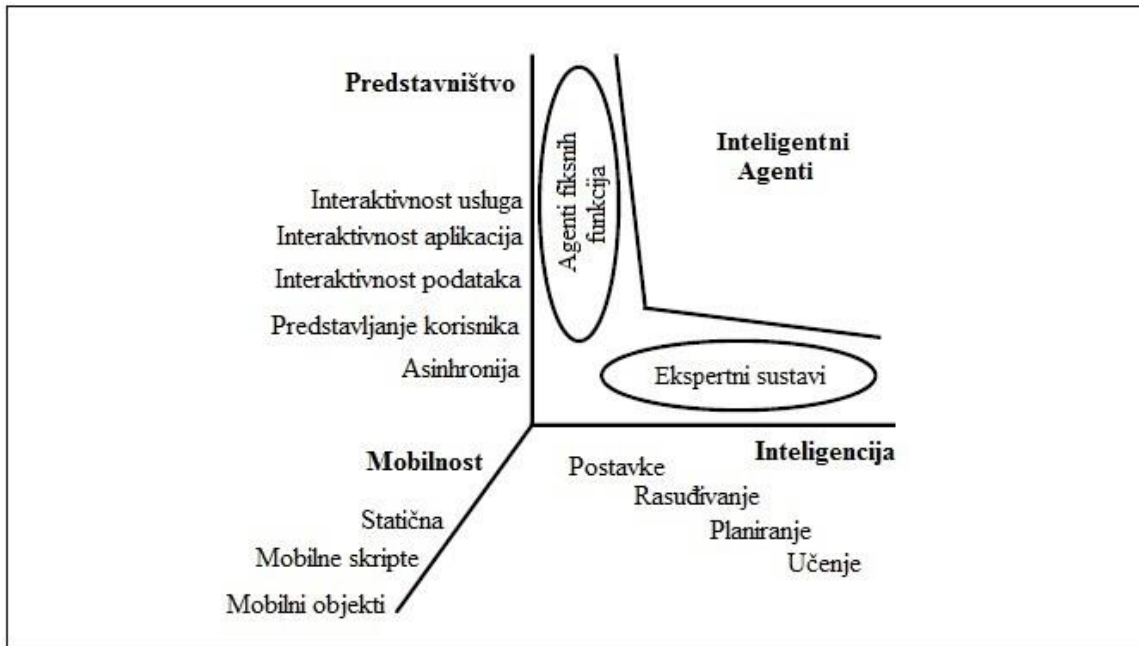 Predstavništvo
Interaktivnost usluga
Interaktivnost aplikacija
Interaktivnost podataka
Predstavljanje korisnika
Asinhronija
Agenti fiksnih
funkcija
Inteligentni
Agenti
Ekspertni sustavi
Inteligencija
Postavke
Rasuđivanje
Planiranje
Učenje
Mobilnost
Statična
Mobilne skripte
Mobilni objekti